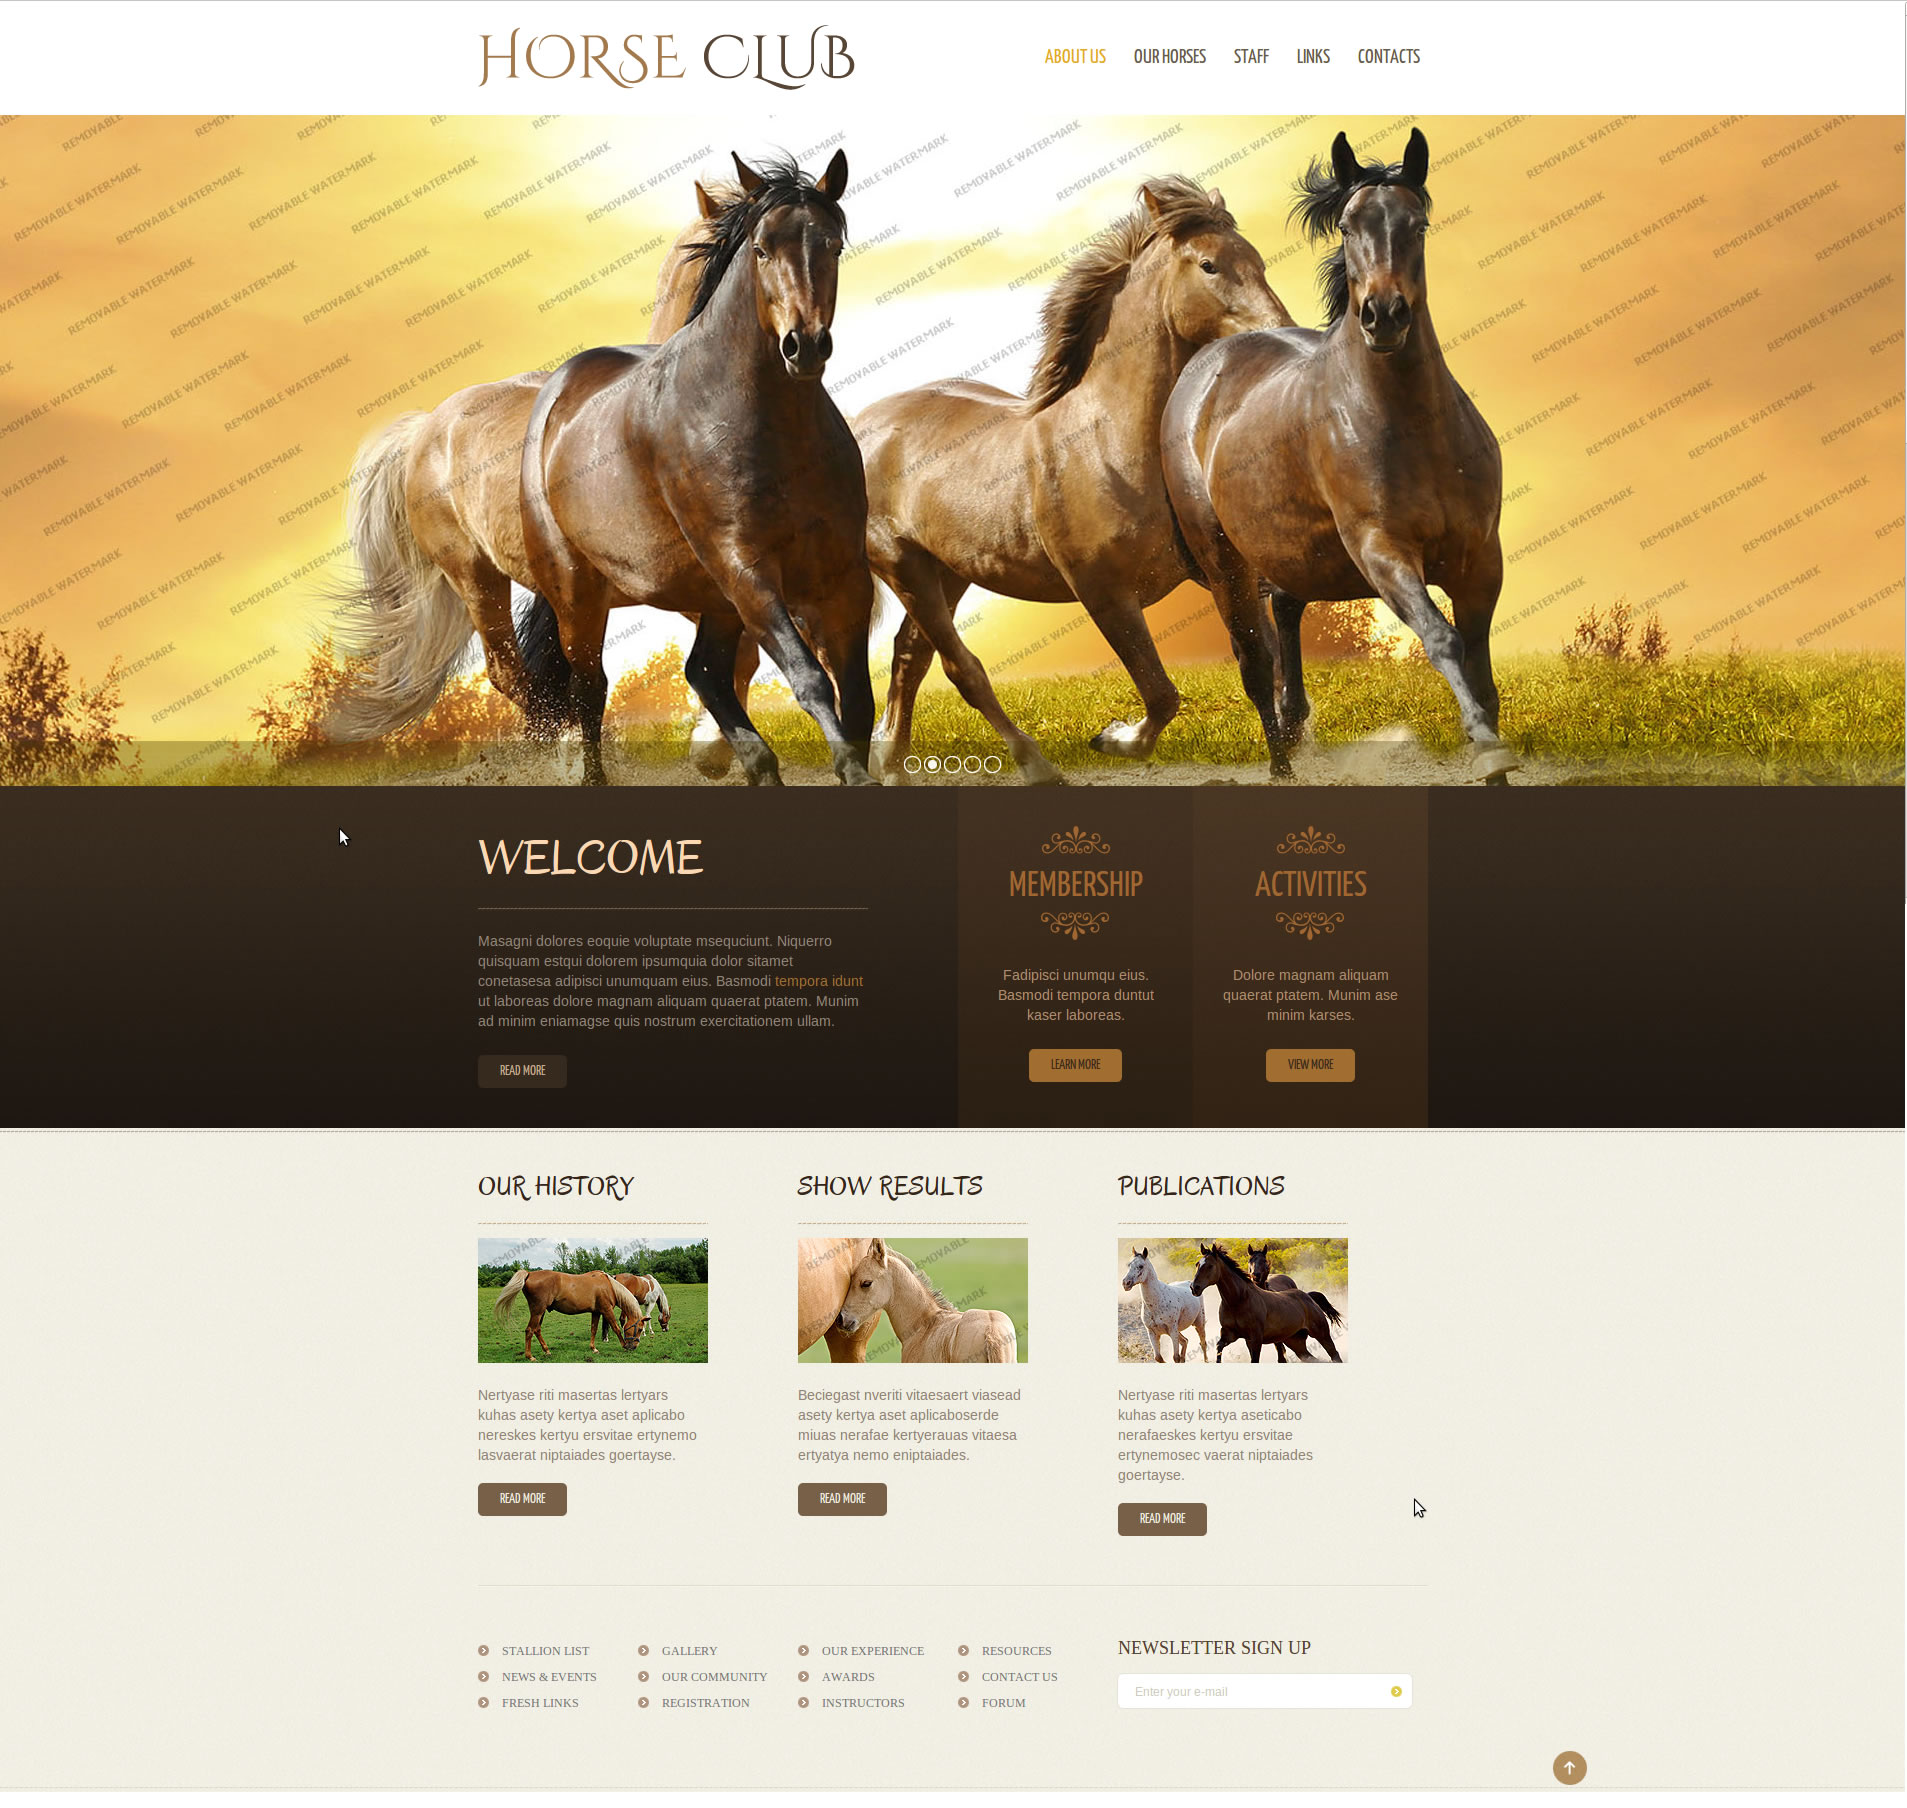 HORSE CLUB
ABOUT US OUR HORSES STAFF LINKS CONTACTS
REMOVABLE WATERMARK
WELCOME
Masagni dolores eoquie voluptate msequciunt. Niquerro
quisquam estqui dolorem ipsumquia dolor sitamet
conetasesa adipisci unumquam eius. Basmodi tempora idunt
ut laboreas dolore magnam aliquam quaerat ptatem. Munim
ad minim eniamagse quis nostrum exercitationem ullam.
READ MORE
MEMBERSHIP
Fadipisci unumqu eius.
Basmodi tempora duntut
kaser laboreas.
LEARN MORE
ACTIVITIES
Dolore magnam aliquam
quaerat ptatem. Munim ase
minim karses.
VIEW MORE
OUR HISTORY
Nertyase riti masertas lertyars
kuhas asety kertya aset aplicabo
nereskes kertyu ersvitae ertynemo
lasvaerat niptaiades goertayse.
READ MORE
SHOW RESULTS
Beciegast nveriti vitaesaert viasead
asety kertya aset aplicaboserde
miuas nerafae kertyerauas vitaesa
ertyatya nemo eniptaiades.
READ MORE
PUBLICATIONS
Nertyase riti masertas lertyars
kuhas asety kertya aseticabo
nerafaeskes kertyu ersvitae
ertynemosec vaerat niptaiades
goertayse.
READ MORE
STALLION LIST
NEWS & EVENTS
FRESH LINKS
GALLERY
OUR COMMUNITY
REGISTRATION
OUR EXPERIENCE
AWARDS
INSTRUCTORS
RESOURCES
CONTACT US
FORUM
NEWSLETTER SIGN UP
Enter your e-mail